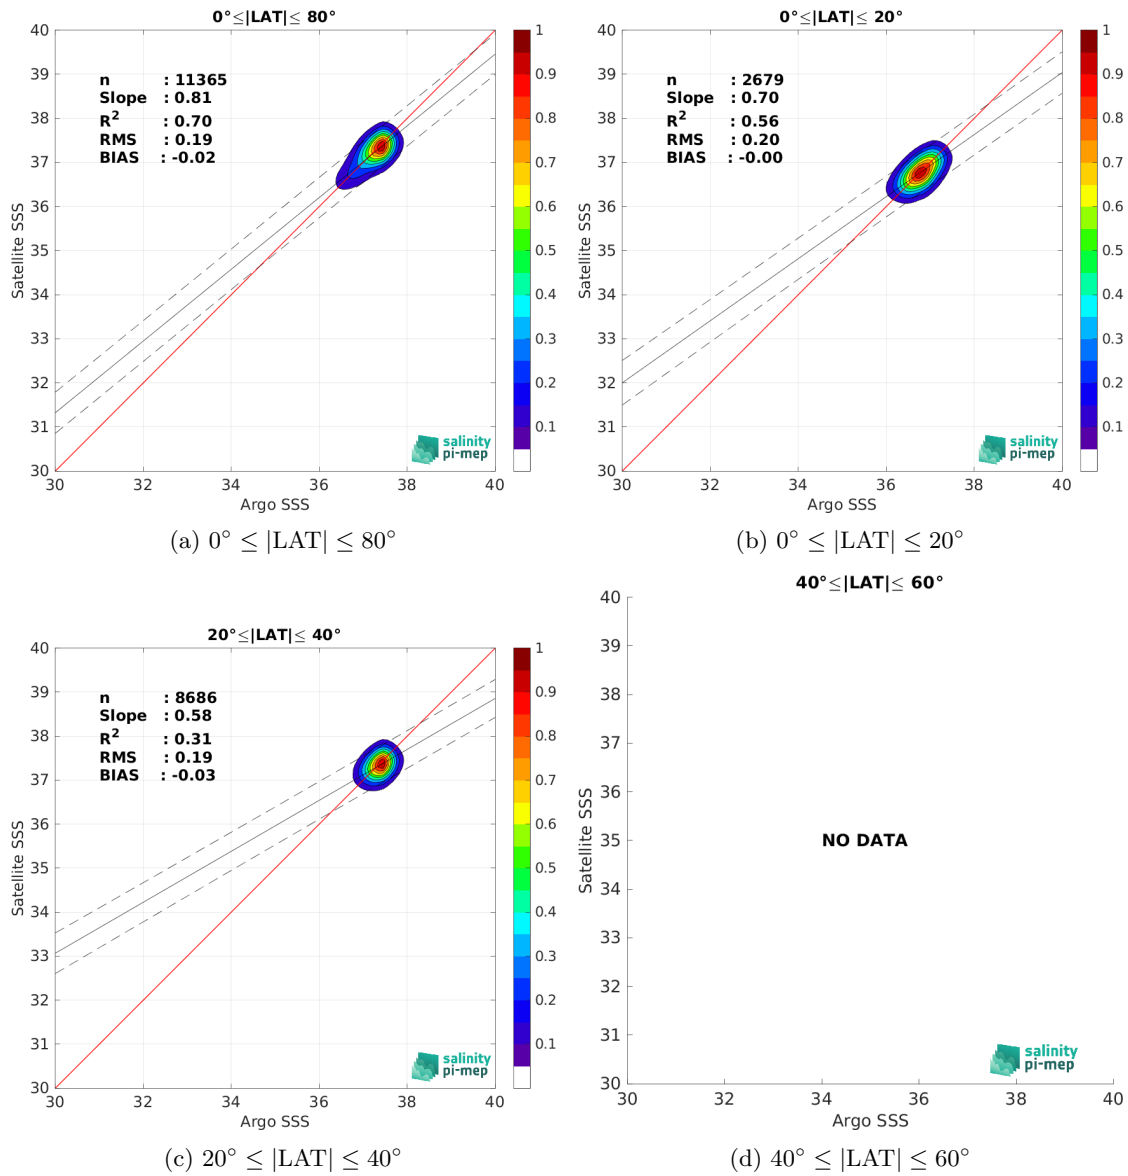 0°≤|LAT|≤ 80°
40
39
38
37
36
35
34
33
32
31
30
Satellite SSS
n : 11365
Slope : 0.81
R² : 0.70
RMS : 0.19
BIAS : -0.02
salinity
pi-mep
30 32 34 36 38 40
Argo SSS
1
0.9
0.8
0.7
0.6
0.5
0.4
0.3
0.2
0.1
(a) 0° ≤ |LAT| ≤ 80°
0°≤|LAT|≤ 20°
40
39
38
37
36
35
34
33
32
31
30
Satellite SSS
n : 2679
Slope : 0.70
R² : 0.56
RMS : 0.20
BIAS : -0.00
salinity
pi-mep
30 32 34 36 38 40
Argo SSS
1
0.9
0.8
0.7
0.6
0.5
0.4
0.3
0.2
0.1
(b) 0° ≤ |LAT| ≤ 20°
20°≤|LAT|≤ 40°
40
39
38
37
36
35
34
33
32
31
30
Satellite SSS
n : 8686
Slope : 0.58
R² : 0.31
RMS : 0.19
BIAS : -0.03
salinity
pi-mep
30 32 34 36 38 40
Argo SSS
1
0.9
0.8
0.7
0.6
0.5
0.4
0.3
0.2
0.1
(c) 20° ≤ |LAT| ≤ 40°
40°≤|LAT|≤ 60°
40
39
38
37
36
35
34
33
32
31
30
Satellite SSS
NO DATA
salinity
pi-mep
30 32 34 36 38 40
Argo SSS
(d) 40° ≤ |LAT| ≤ 60°